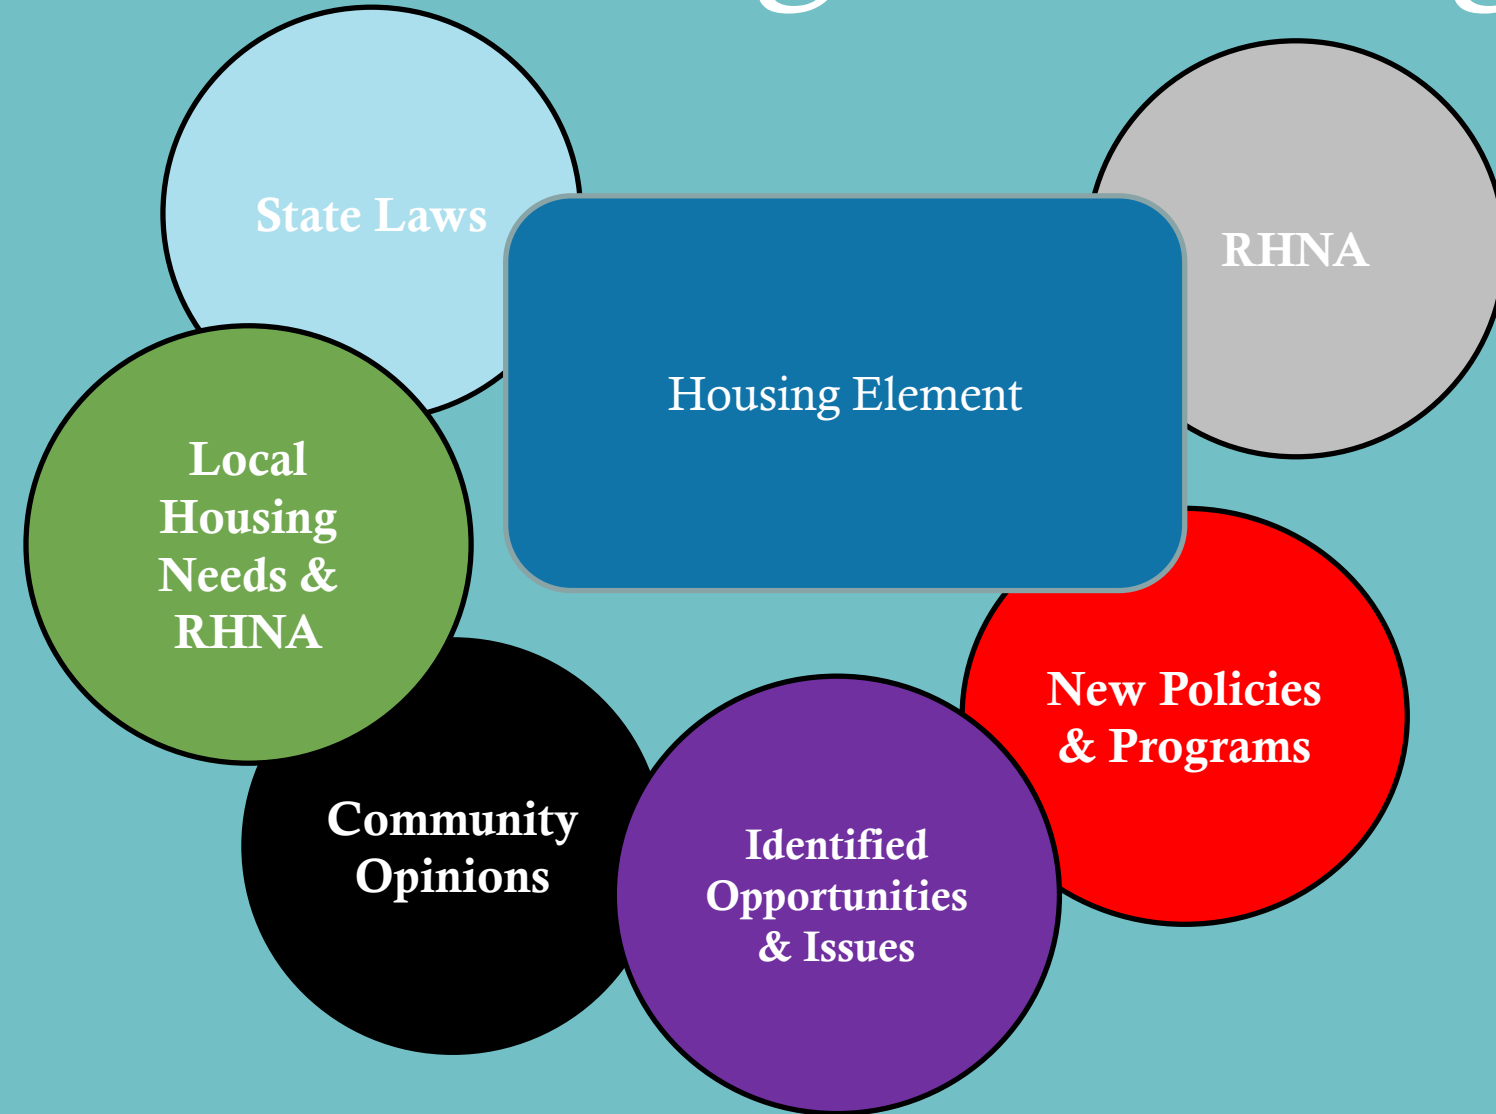 State Laws
RHNA
Housing Element
Local
Housing
Needs &
RHNA
New Policies
& Programs
Community
Opinions
Identified
Opportunities
& Issues